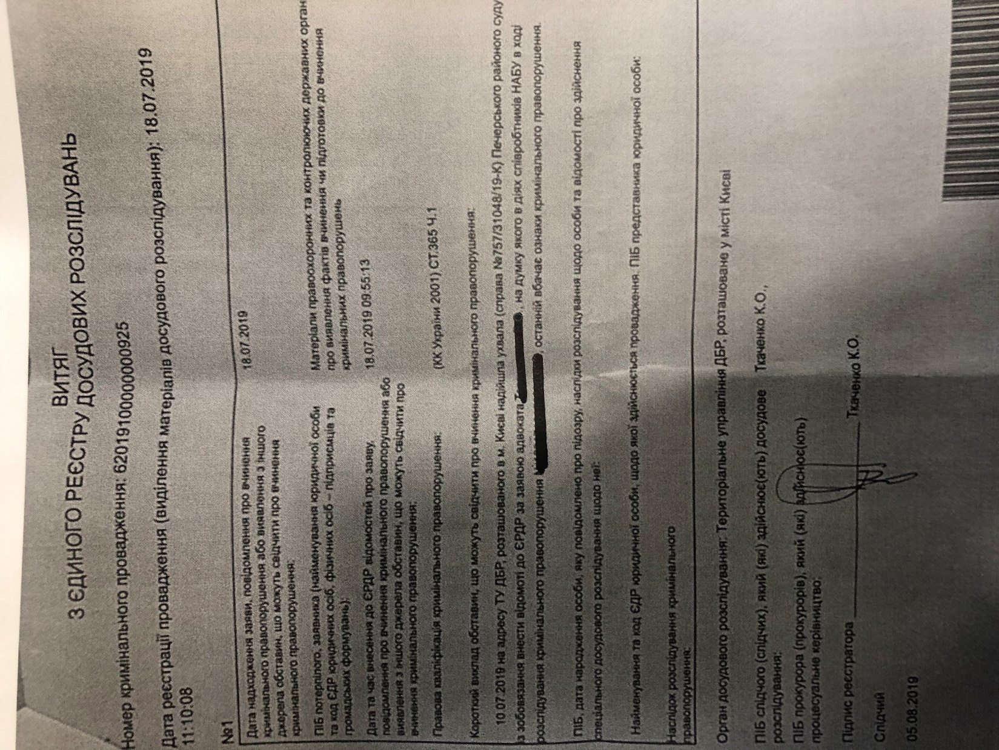 ВИТЯГ
З ЄДИНОГО РЕЄСТРУ ДОСУДОВИХ РОЗСЛІДУВАНЬ
Номер кримінального провадження: 62019100000000925
Дата реєстрації провадження (виділення матеріалів досудового розслідування): 18.07.2019
11:10:08
№1
Дата надходження заяви, повідомлення про вчинення 18.07.2019
кримінального правопорушення або виявлення з іншого
джерела обставин, що можуть свідчити про вчинення
кримінального правопорушення:
ПІБ потерпілого, заявника (найменування юридичної особи Матеріали правоохоронних та контролюючих державних орган
та код ЄДР юридичних осіб, фізичних осіб – підприємців та про виявлення фактів вчинення чи підготовки до вчинення
громадських формувань): кримінальних правопорушень
Дата та час внесення до ЄРДР відомостей про заяву, 18.07.2019 09:55:13
повідомлення про вчинення кримінального правопорушення або
виявлення з іншого джерела обставин, що можуть свідчити про
вчинення кримінального правопорушення:
Правова кваліфікація кримінального правопорушення: (КК України 2001) СТ.365 Ч.1
Короткий виклад обставин, що можуть свідчити про вчинення кримінального правопорушення:
10.07.2019 на адресу ТУ ДБР, розташованого в м. Києві надійшла ухвала (справа №757/31048/19-К) Печерського районого суду
з зобовязання внести відомоті до ЄРДР за заявою адвоката , на думку якого в діях співробітників НАБУ в ході
розслідування кримінального правопорушення , останній вбачає ознаки кримінального правопорушення.
ПІБ, дата народження особи, яку повідомлено про підозру, наслідки розслідування щодо особи та відомості про здійснення
спеціального досудового розслідування щодо неї:
Найменування та код ЄДР юридичної особи, щодо якої здійснюється провадження, ПІБ представника юридичної особи:
Наслідок розслідування кримінального
правопорушення:
Орган досудового розслідування: Територіальне управління ДБР, розташоване у місті Києві
ПІБ слідчого (слідчих), який (які) здійснює(ють) досудове Ткаченко К.О.,
розслідування:
ПІБ прокурора (прокурорів), який (які) здійснює(ють)
процесуальне керівництво:
Підпис реєстратора Ткаченко К.О.
Слідчий
05.08.2019